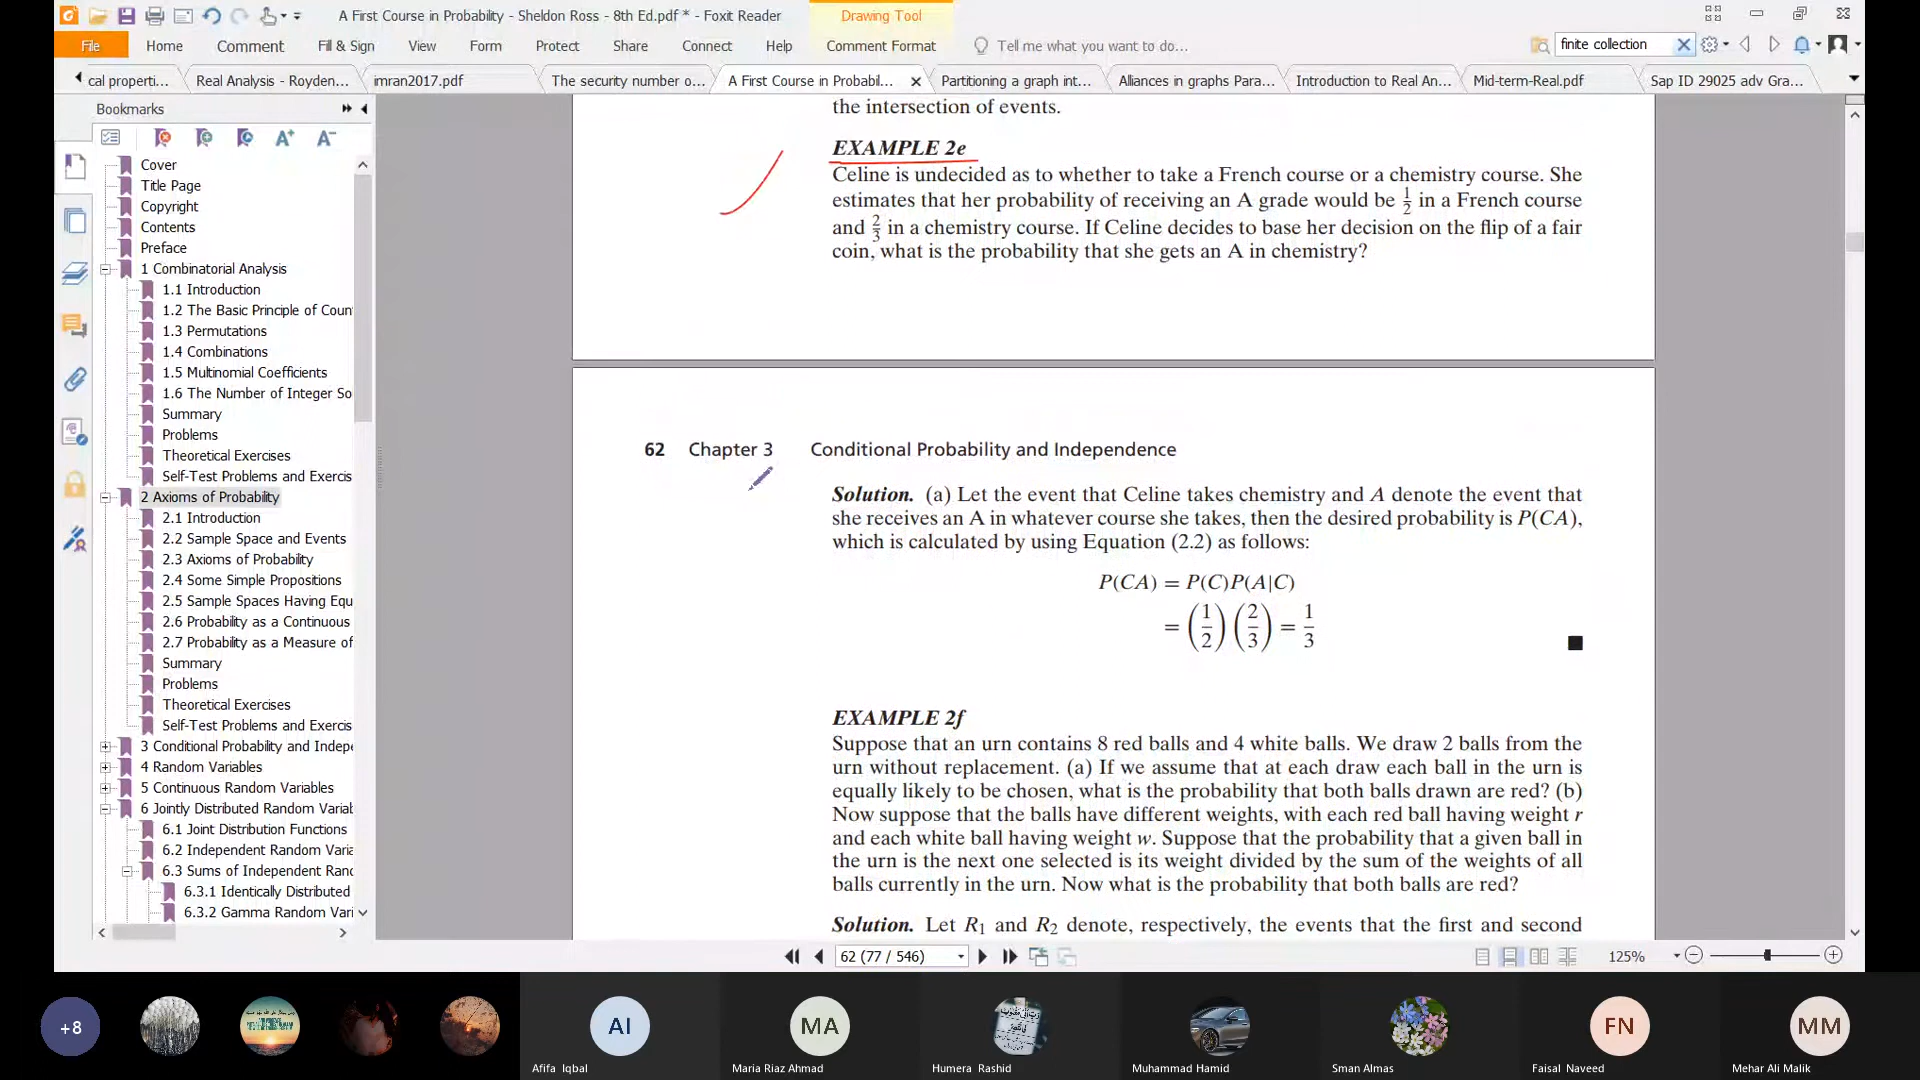 A First Course in Probability - Sheldon Ross - 8th Ed.pdf * - Foxit Reader
Drawing Tool
File Home Comment Fill & Sign View Form Protect Share Connect Help Comment Format Tell me what you want to do... finite collection
cal properti... Real Analysis - Royden... imran2017.pdf The security number o... A First Course in Probabil... Partitioning a graph int... Alliances in graphs Para... Introduction to Real An... Mid-term-Real.pdf Sap ID 29025 adv Gra...
Bookmarks
Cover
Title Page
Copyright
Contents
Preface
1 Combinatorial Analysis
1.1 Introduction
1.2 The Basic Principle of Coun
1.3 Permutations
1.4 Combinations
1.5 Multinomial Coefficients
1.6 The Number of Integer So
Summary
Problems
Theoretical Exercises
Self-Test Problems and Exercis
2 Axioms of Probability
2.1 Introduction
2.2 Sample Space and Events
2.3 Axioms of Probability
2.4 Some Simple Propositions
2.5 Sample Spaces Having Equ
2.6 Probability as a Continuous
2.7 Probability as a Measure of
Summary
Problems
Theoretical Exercises
Self-Test Problems and Exercis
3 Conditional Probability and Indepe
4 Random Variables
5 Continuous Random Variables
6 Jointly Distributed Random Variab
6.1 Joint Distribution Functions
6.2 Independent Random Varia
6.3 Sums of Independent Rand
6.3.1 Identically Distributed
6.3.2 Gamma Random Vari
the intersection of events.
EXAMPLE 2e
Celine is undecided as to whether to take a French course or a chemistry course. She
estimates that her probability of receiving an A grade would be 1/2 in a French course
and 2/3 in a chemistry course. If Celine decides to base her decision on the flip of a fair
coin, what is the probability that she gets an A in chemistry?
62 Chapter 3 Conditional Probability and Independence
Solution. (a) Let the event that Celine takes chemistry and A denote the event that
she receives an A in whatever course she takes, then the desired probability is P(CA),
which is calculated by using Equation (2.2) as follows:
P(CA) = P(C)P(A|C)
= (1/2) (2/3) = 1/3
EXAMPLE 2f
Suppose that an urn contains 8 red balls and 4 white balls. We draw 2 balls from the
urn without replacement. (a) If we assume that at each draw each ball in the urn is
equally likely to be chosen, what is the probability that both balls drawn are red? (b)
Now suppose that the balls have different weights, with each red ball having weight r
and each white ball having weight w. Suppose that the probability that a given ball in
the urn is the next one selected is its weight divided by the sum of the weights of all
balls currently in the urn. Now what is the probability that both balls are red?
Solution. Let R1 and R2 denote, respectively, the events that the first and second
62 (77 / 546) 125%
+8 AI MA FN MM
Afifa Iqbal Maria Riaz Ahmad Humera Rashid Muhammad Hamid Sman Almas Faisal Naveed Mehar Ali Malik